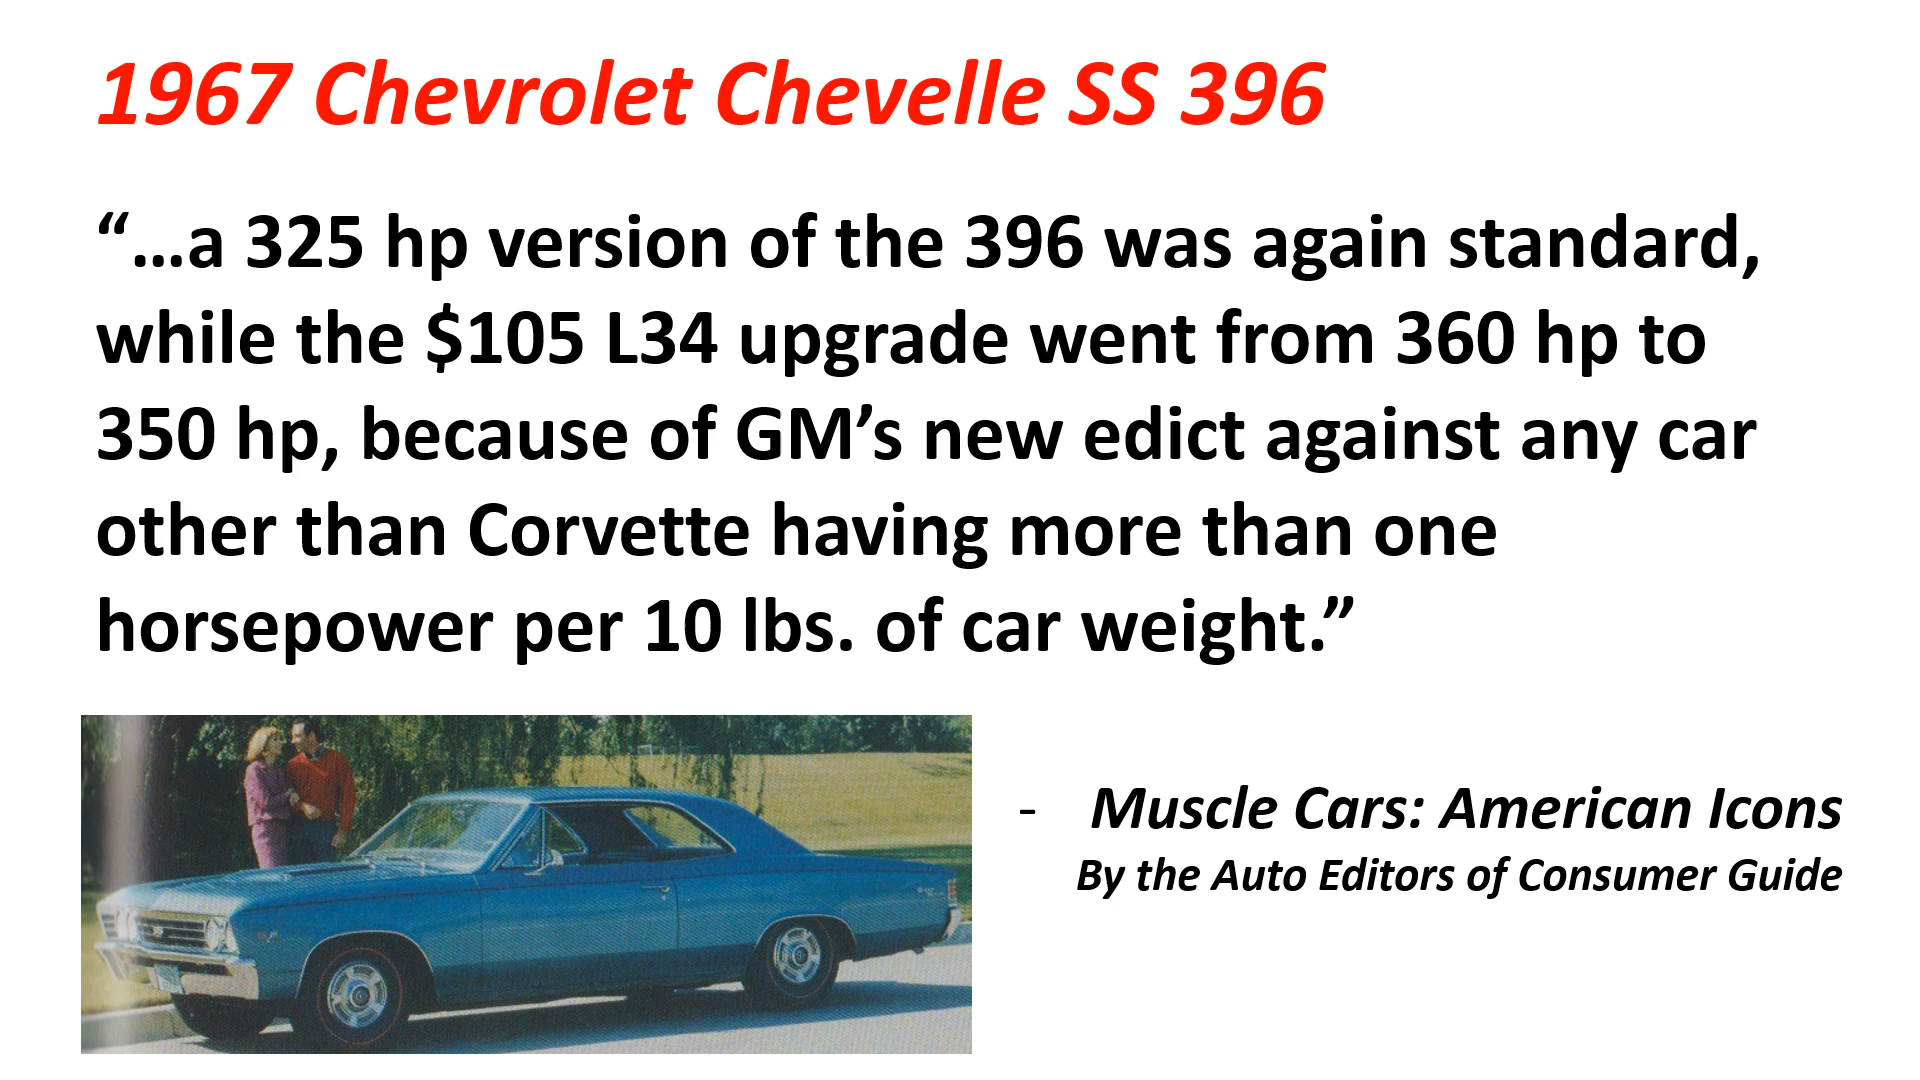 1967 Chevrolet Chevelle SS 396
“…a 325 hp version of the 396 was again standard,
while the $105 L34 upgrade went from 360 hp to
350 hp, because of GM’s new edict against any car
other than Corvette having more than one
horsepower per 10 lbs. of car weight.”
- Muscle Cars: American Icons
By the Auto Editors of Consumer Guide